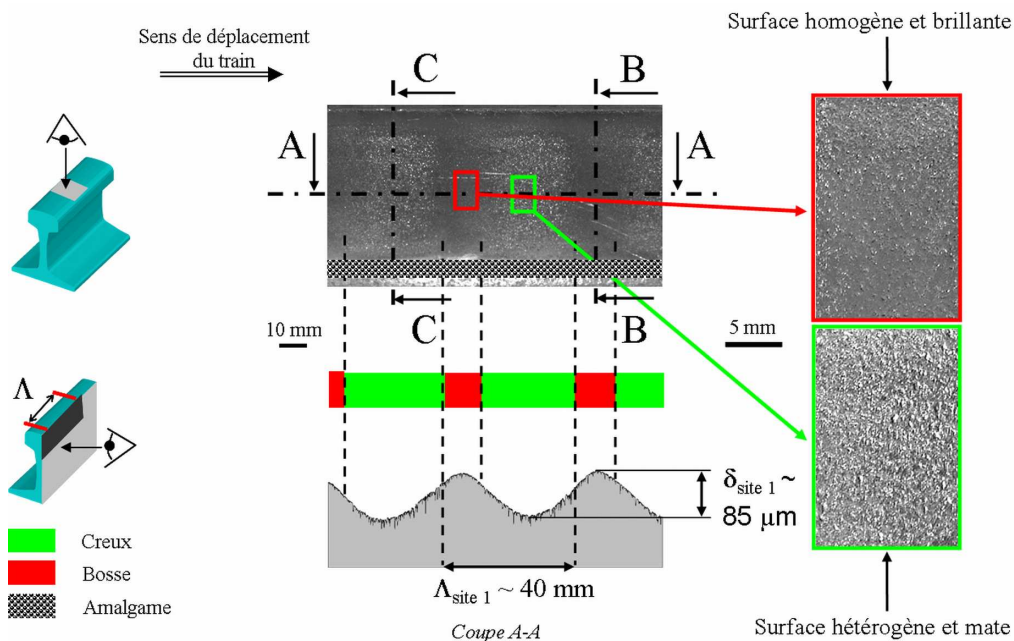 Surface homogène et brillante
Sens de déplacement
du train
C
B
A
A
C
B
10 mm
5 mm
Λ
δsite 1 ~
85 µm
Creux
Bosse
Amalgame
Λsite 1 ~ 40 mm
Coupe A-A
Surface hétérogène et mate